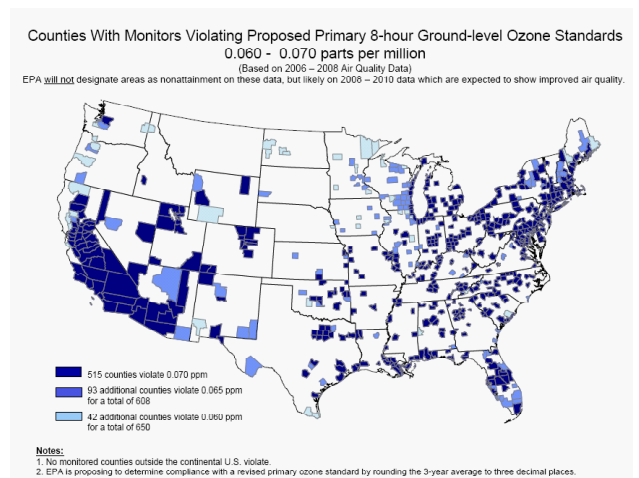 Counties With Monitors Violating Proposed Primary 8-hour Ground-level Ozone Standards
0.060 - 0.070 parts per million
(Based on 2006 – 2008 Air Quality Data)
EPA will not designate areas as nonattainment on these data, but likely on 2008 – 2010 data which are expected to show improved air quality.
515 counties violate 0.070 ppm
93 additional counties violate 0.065 ppm
for a total of 608
42 additional counties violate 0.060 ppm
for a total of 650
Notes:
1. No monitored counties outside the continental U.S. violate.
2. EPA is proposing to determine compliance with a revised primary ozone standard by rounding the 3-year average to three decimal places.